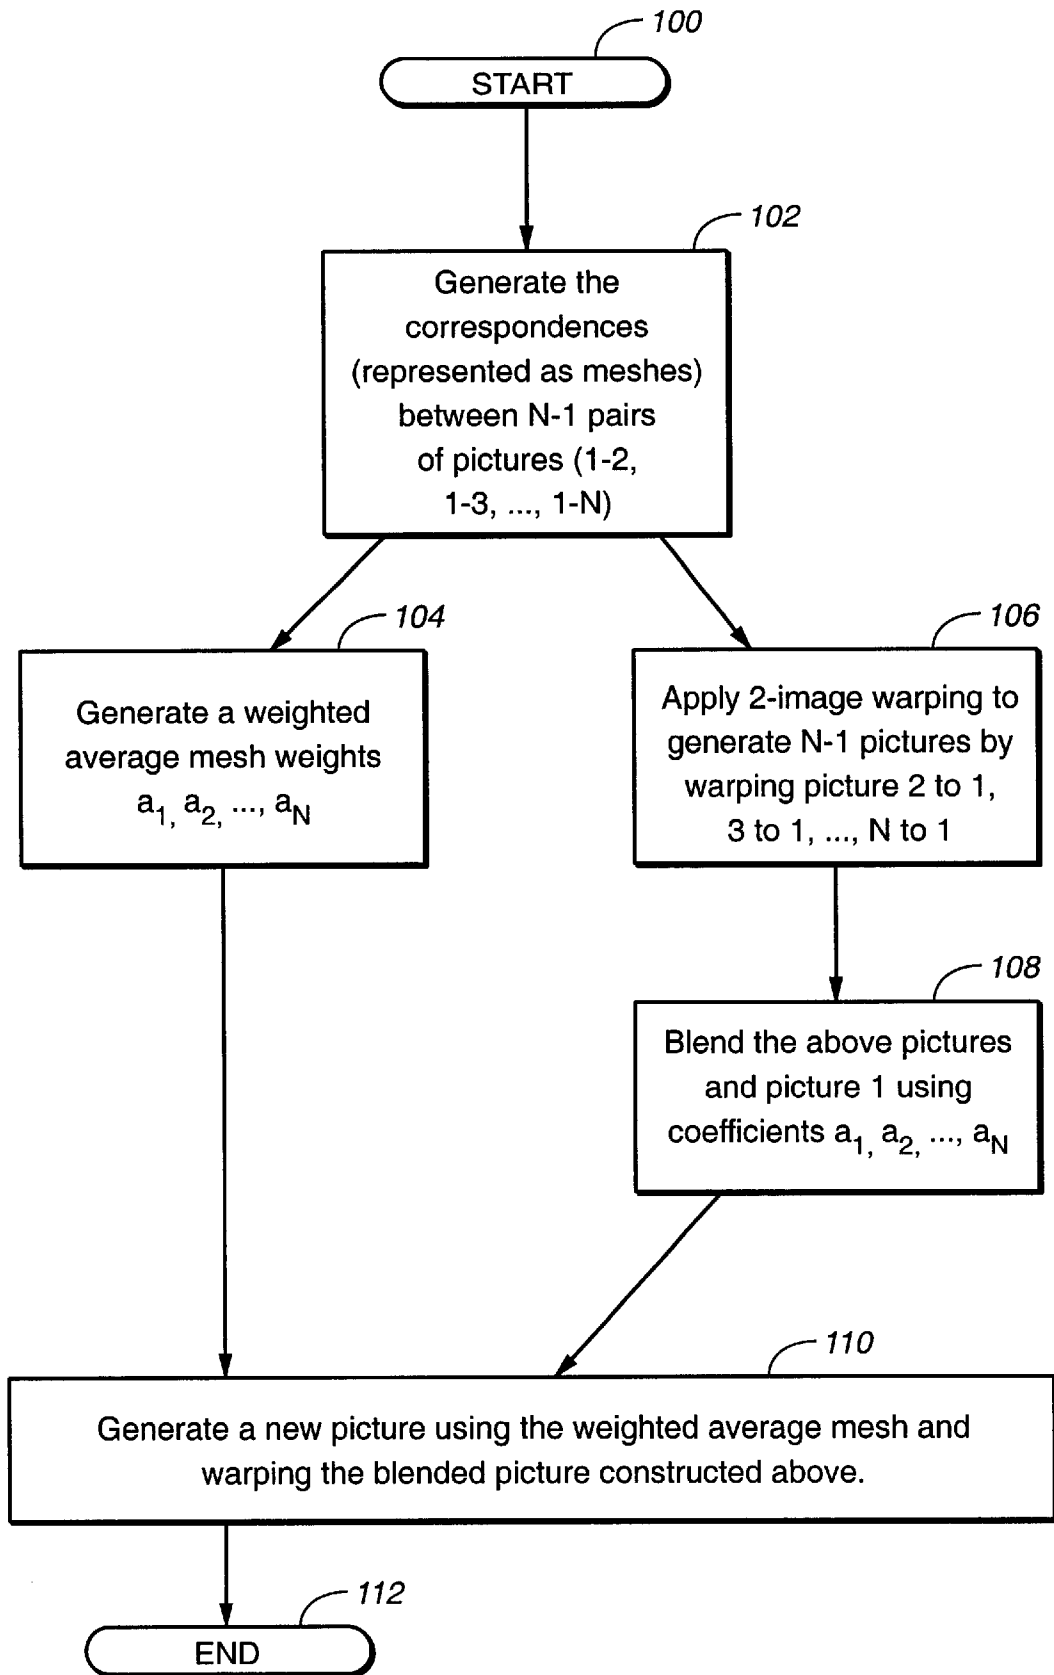 100
START
102
Generate the
correspondences
(represented as meshes)
between N-1 pairs
of pictures (1-2,
1-3, ..., 1-N)
104
Generate a weighted
average mesh weights
a1, a2, ..., aN
106
Apply 2-image warping to
generate N-1 pictures by
warping picture 2 to 1,
3 to 1, ..., N to 1
108
Blend the above pictures
and picture 1 using
coefficients a1, a2, ..., aN
110
Generate a new picture using the weighted average mesh and
warping the blended picture constructed above.
112
END